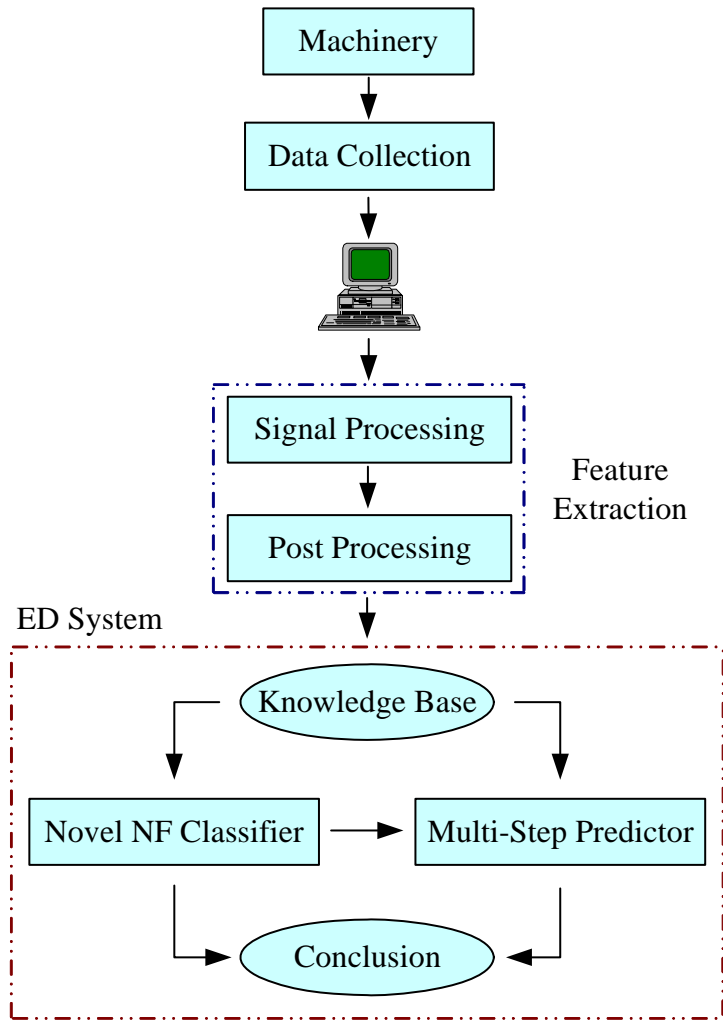 Machinery
Data Collection
Signal Processing
Feature
Extraction
Post Processing
ED System
Knowledge Base
Novel NF Classifier
Multi-Step Predictor
Conclusion